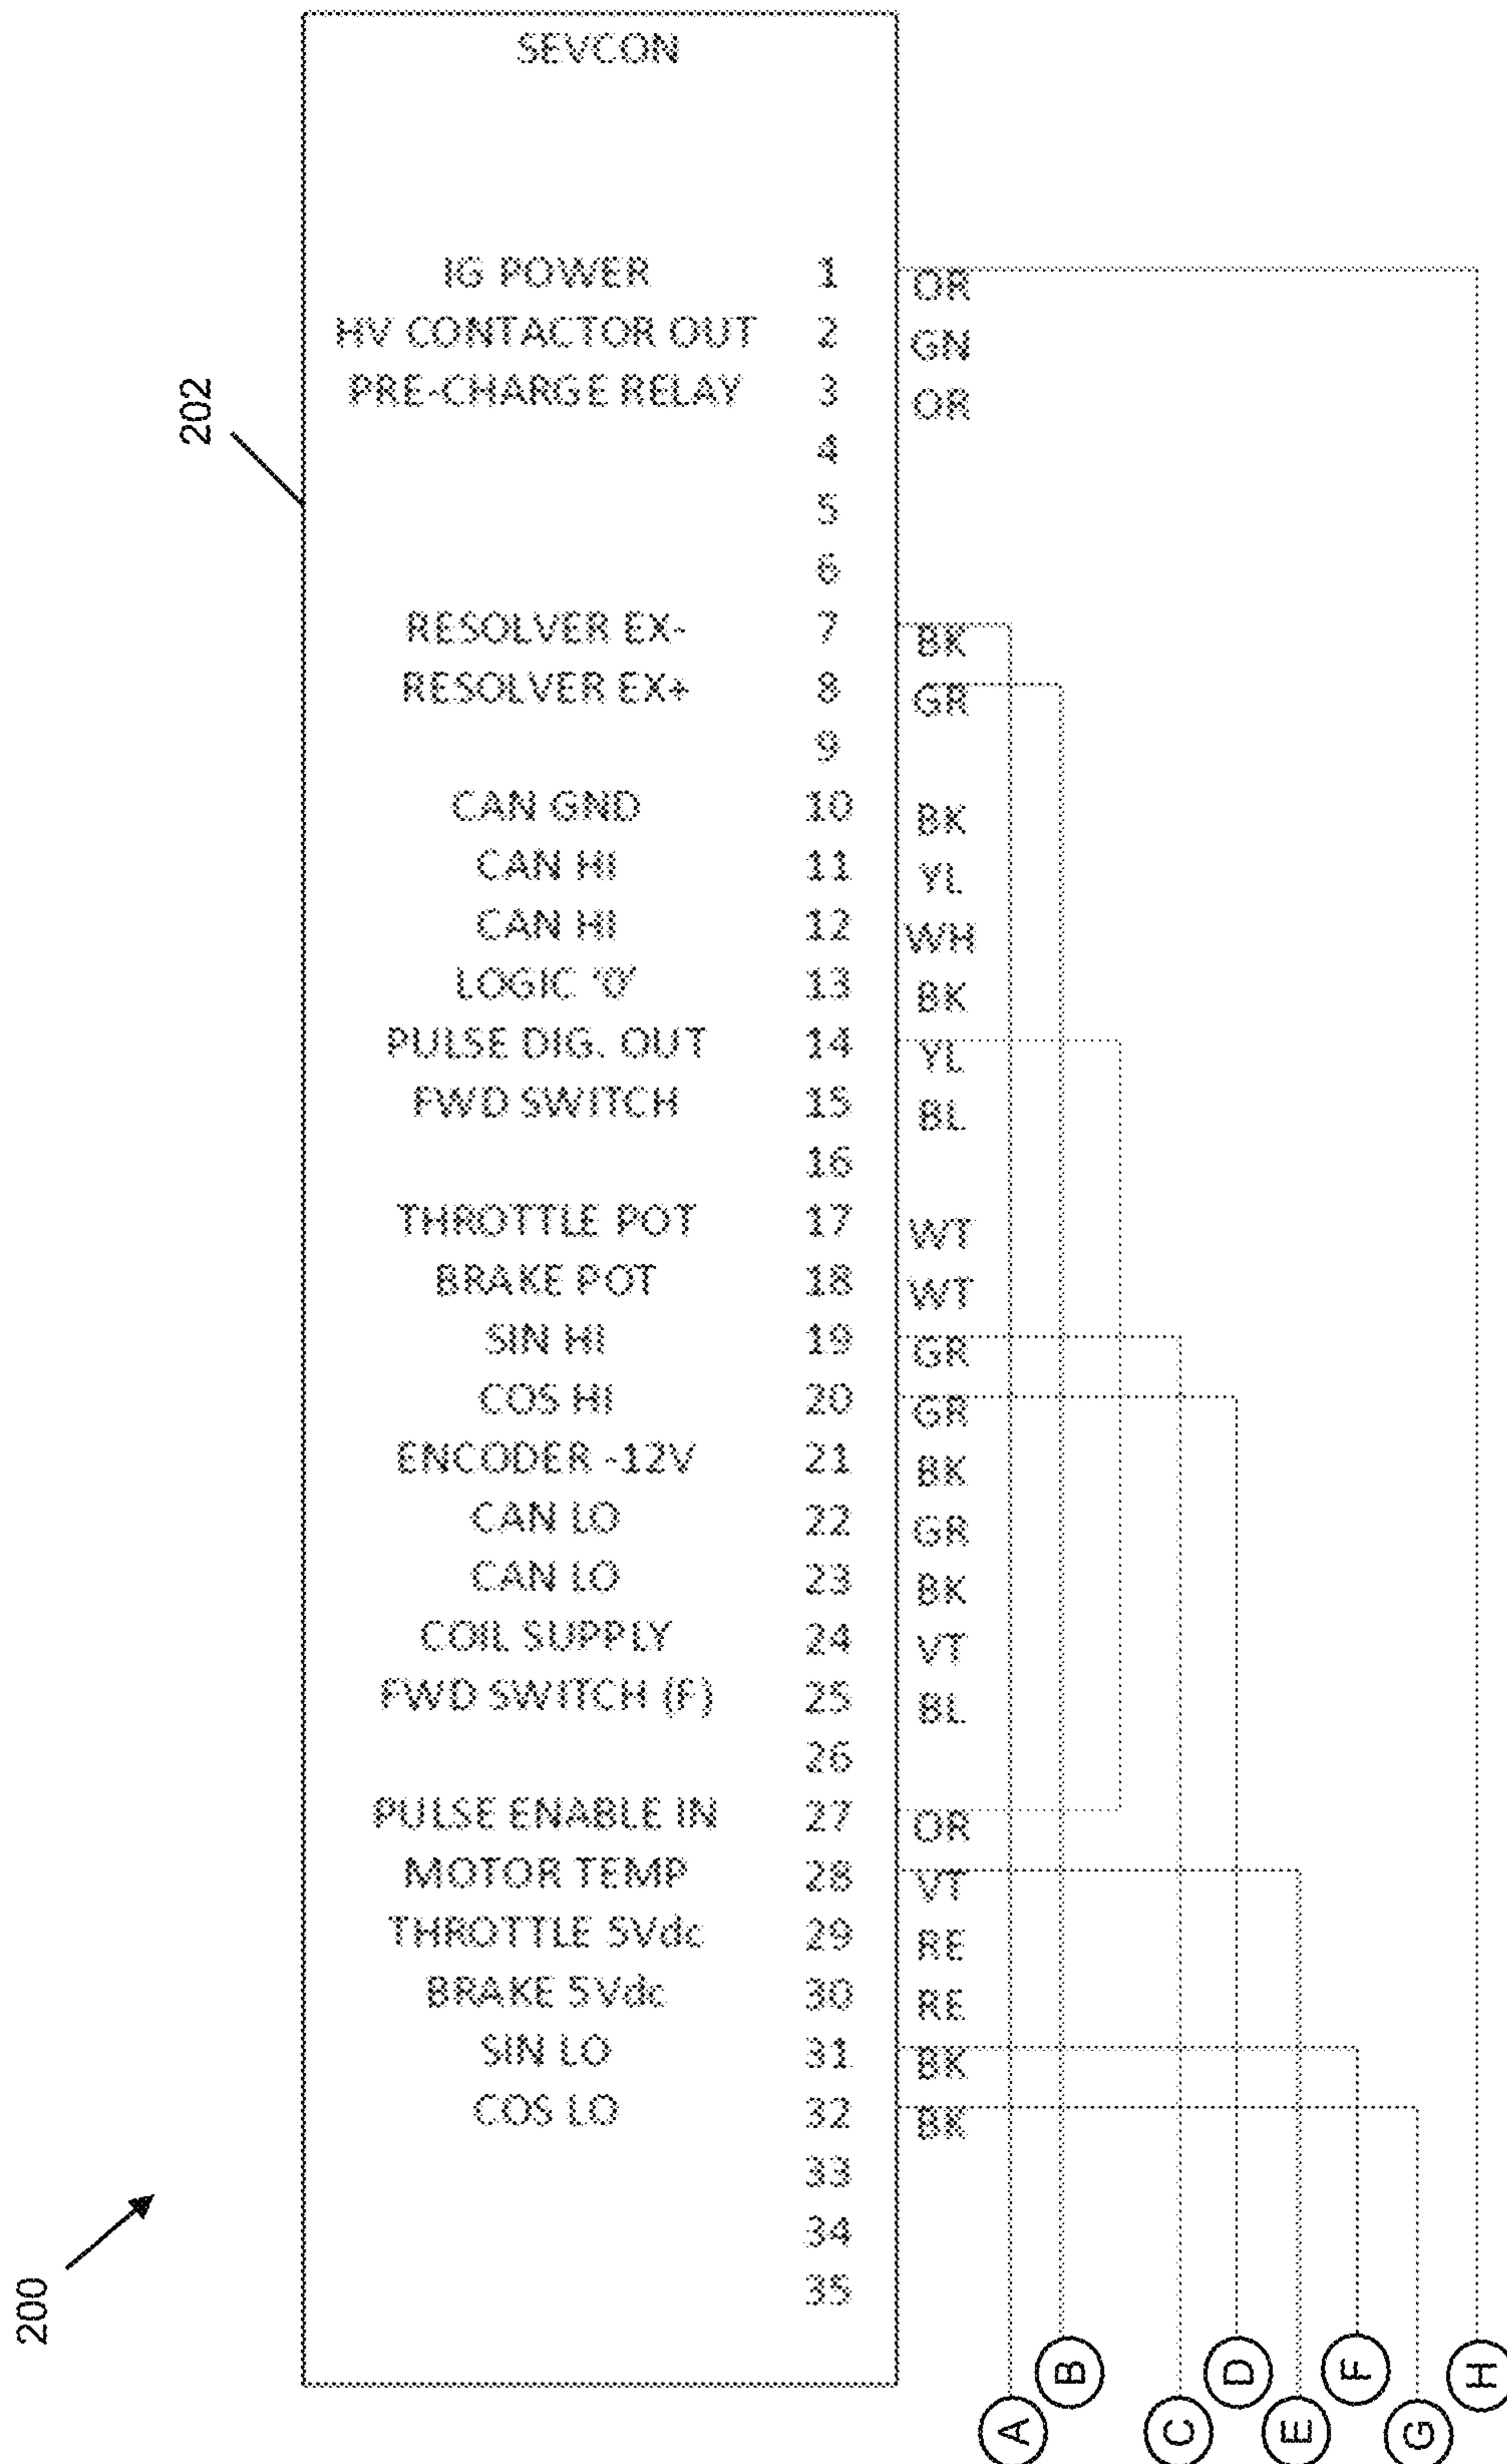 SEVCON
IG POWER 1 OR
HV CONTACTOR OUT 2 GN
PRE-CHARGE RELAY 3 OR
202
4
5
6
RESOLVER EX- 7 BK
RESOLVER EX+ 8 GR
9
CAN GND 10 BK
CAN HI 11 YL
CAN HI 12 WH
LOGIC '0' 13 BK
PULSE DIG. OUT 14 YL
FWD SWITCH 15 BL
16
THROTTLE POT 17 WT
BRAKE POT 18 WT
SIN HI 19 GR
COS HI 20 GR
ENCODER -12V 21 BK
CAN LO 22 GR
CAN LO 23 BK
COIL SUPPLY 24 VT
FWD SWITCH (F) 25 BL
26
PULSE ENABLE IN 27 OR
MOTOR TEMP 28 VT
THROTTLE 5Vdc 29 RE
BRAKE 5Vdc 30 RE
SIN LO 31 BK
COS LO 32 BK
33
34
35
200
A
B
C
D
E
F
G
H